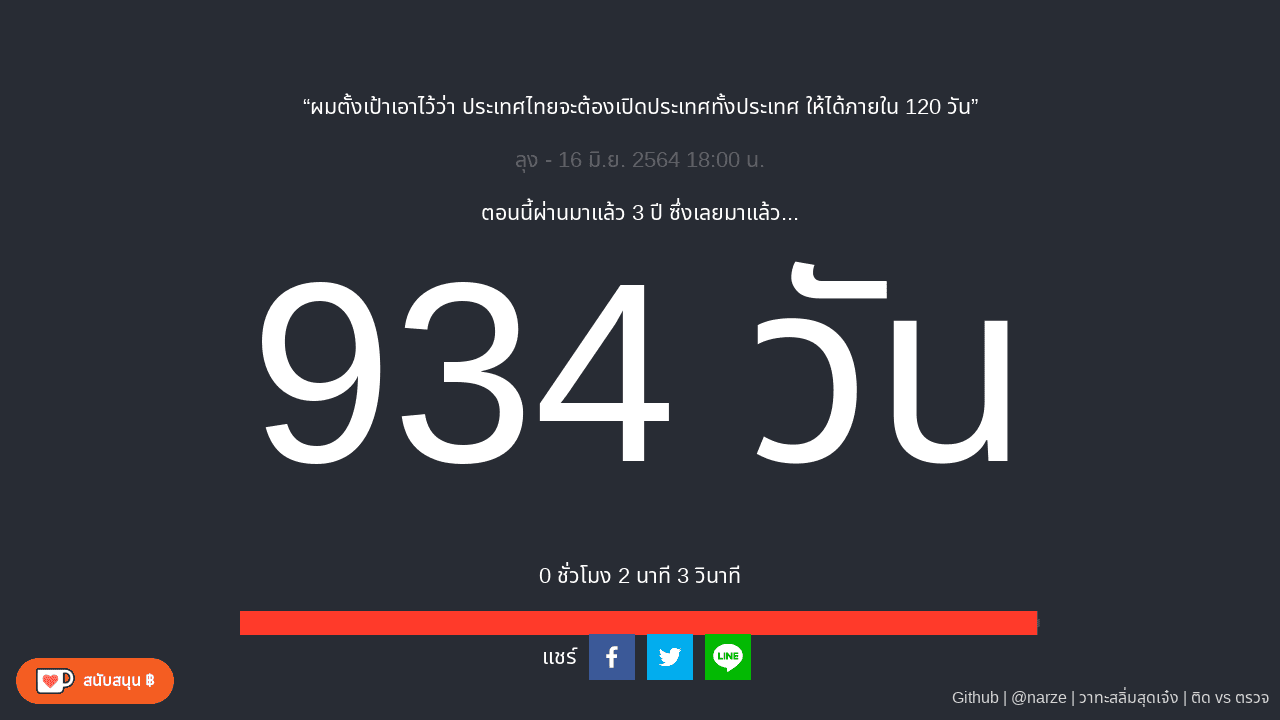 “ผมตั้งเป้าเอาไว้ว่า ประเทศไทยจะต้องเปิดประเทศทั้งประเทศ ให้ได้ภายใน 120 วัน”
ลุง - 16 มิ.ย. 2564 18:00 น.
ตอนนี้ผ่านมาแล้ว 3 ปี ซึ่งเลยมาแล้ว...
934 วัน
0 ชั่วโมง 2 นาที 3 วินาที
แชร์ LINE
สนับสนุน ฿
Github | @narze | วาทะสลิ่มสุดเจ๋ง | ติด vs ตรวจ